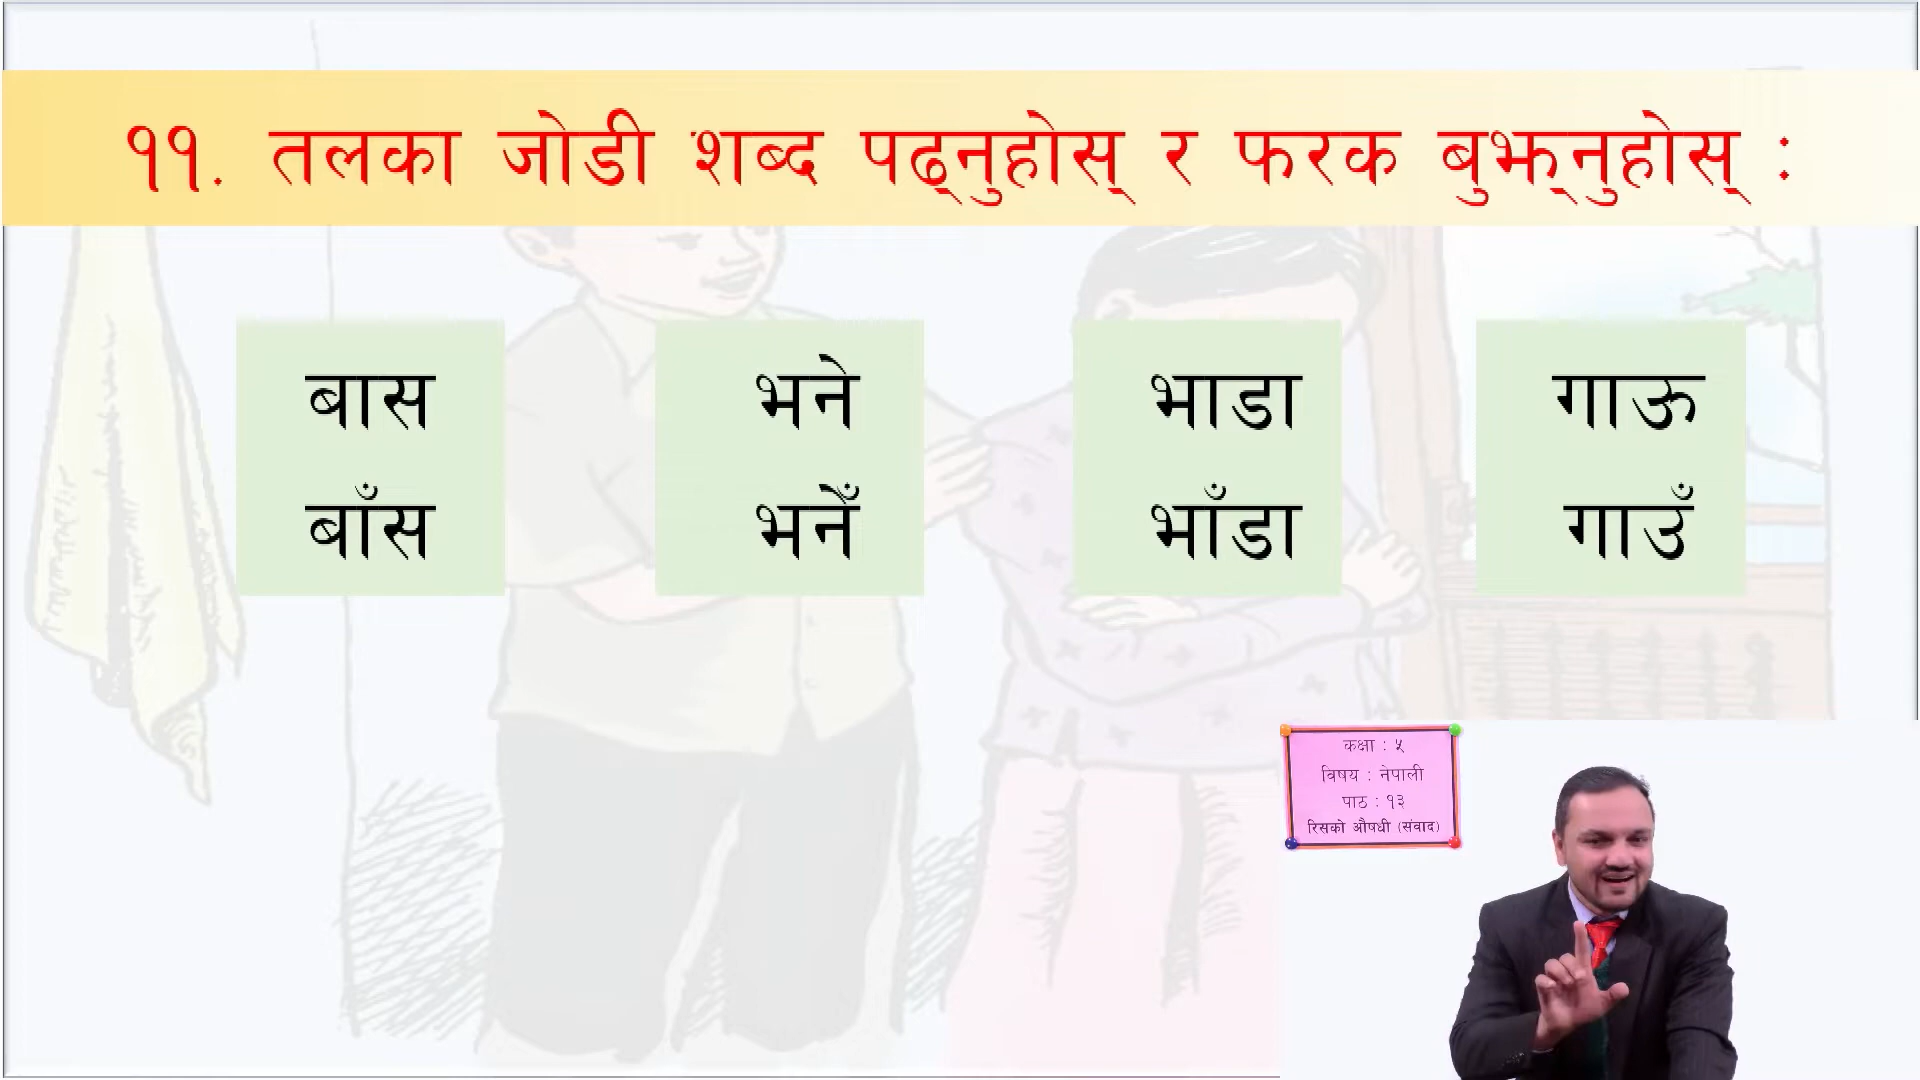 ११. तलका जोडी शब्द पढ्नुहोस् र फरक बुझ्नुहोस् :
बास
बाँस
भने
भनेँ
भाडा
भाँडा
गाऊ
गाउँ
कक्षा : ५
विषय : नेपाली
पाठ : १३
रिसको औषधी (संवाद)